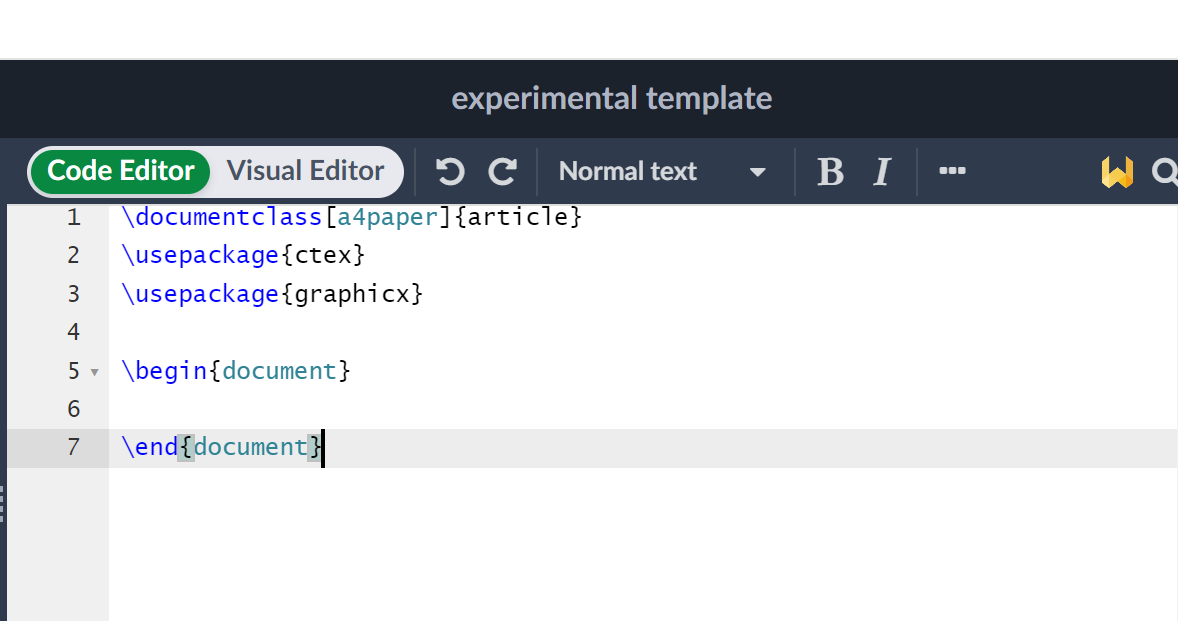 experimental template
Code Editor Visual Editor Normal text B I
1 \documentclass[a4paper]{article}
2 \usepackage{ctex}
3 \usepackage{graphicx}
4
5 \begin{document}
6
7 \end{document}